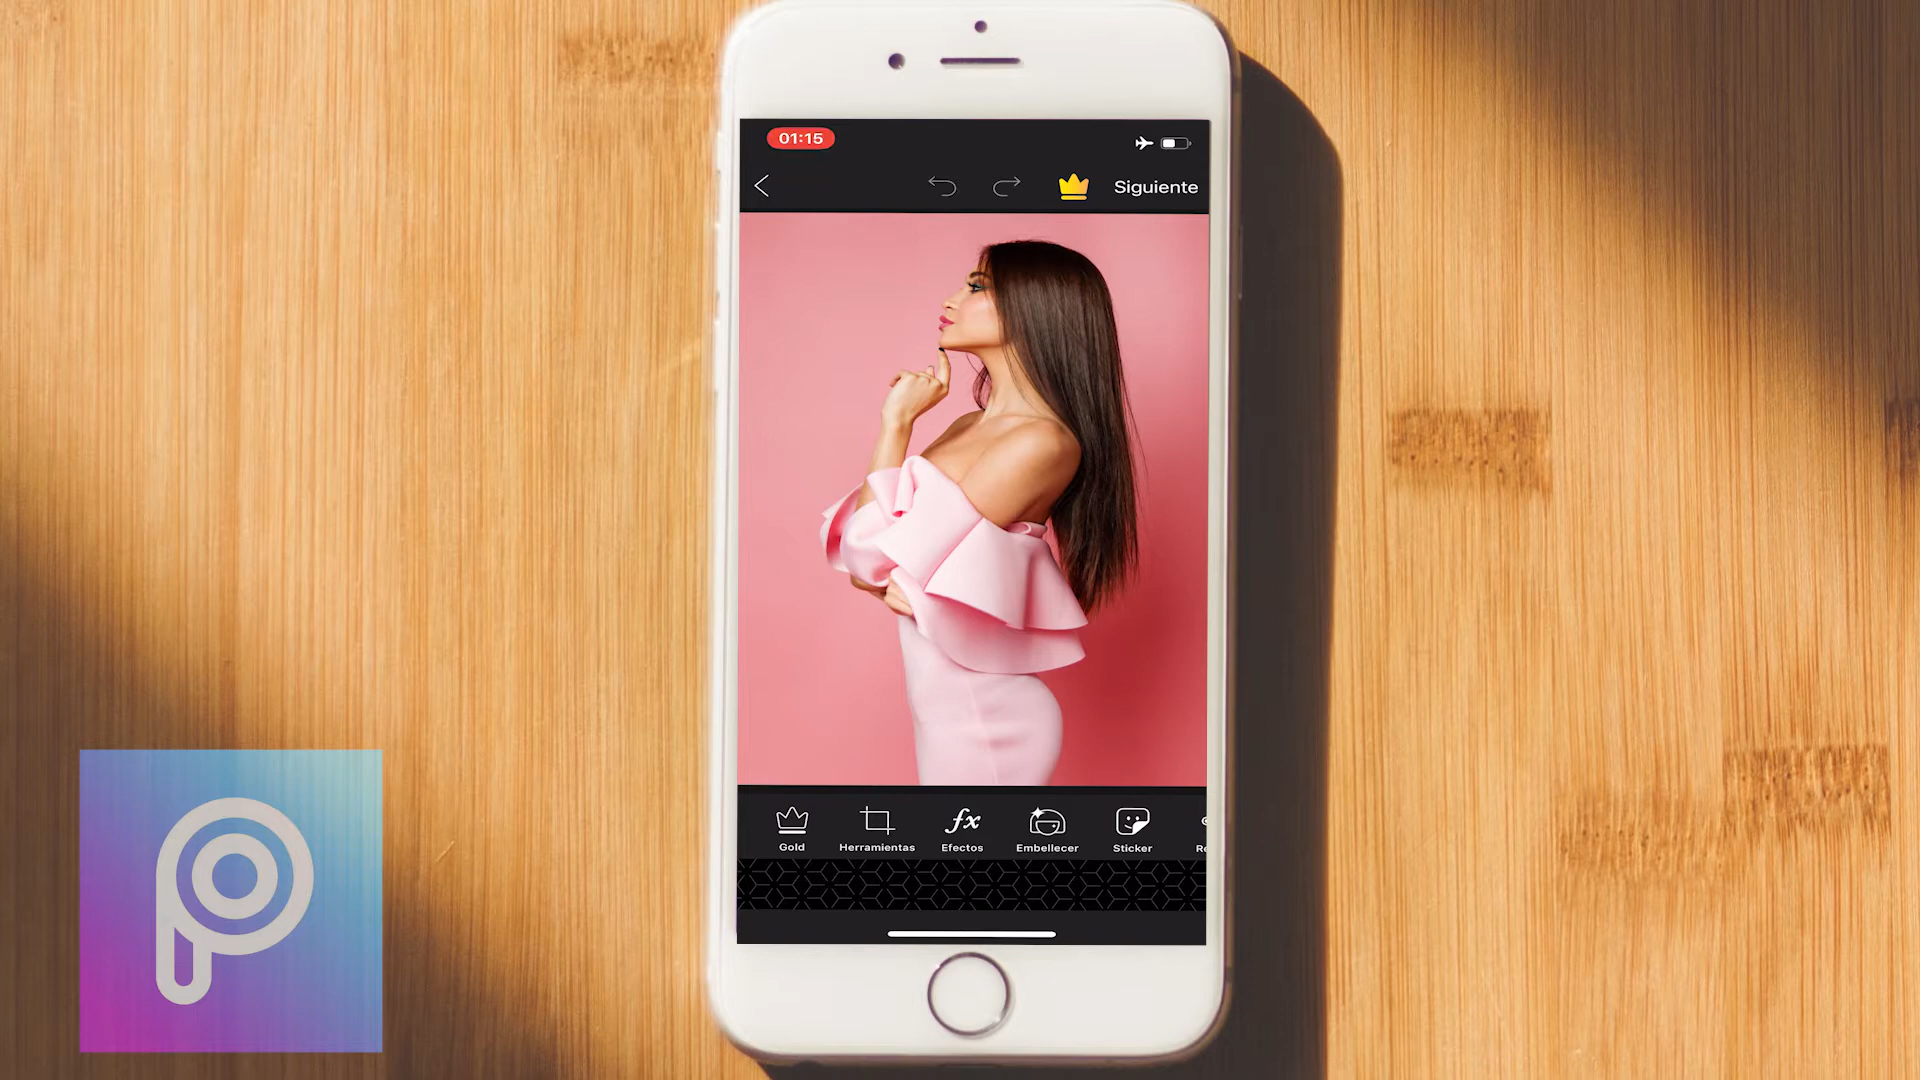 01:15
Siguiente
Gold
Herramientas
Efectos
Embellecer
Sticker